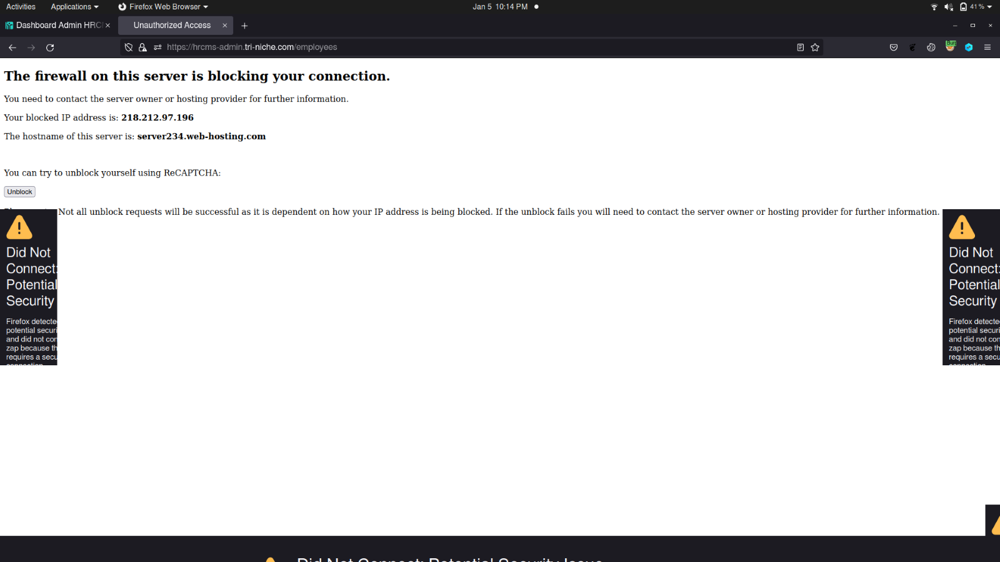 Activities Applications Firefox Web Browser Jan 5 10:14 PM 41 %
Dashboard Admin HRC Unauthorized Access
https://hrcms-admin.tri-niche.com/employees
Burp
The firewall on this server is blocking your connection.
You need to contact the server owner or hosting provider for further information.
Your blocked IP address is: 218.212.97.196
The hostname of this server is: server234.web-hosting.com
You can try to unblock yourself using ReCAPTCHA:
Unblock
Not all unblock requests will be successful as it is dependent on how your IP address is being blocked. If the unblock fails you will need to contact the server owner or hosting provider for further information.
Did Not
Connect:
Potential
Security
Firefox detecte
potential securi
and did not con
zap because th
requires a secu
connection
Did Not
Connect:
Potential
Security
Firefox detecte
potential securi
and did not con
zap because th
requires a secu
connection
Did Not Connect: Potential Security Issue